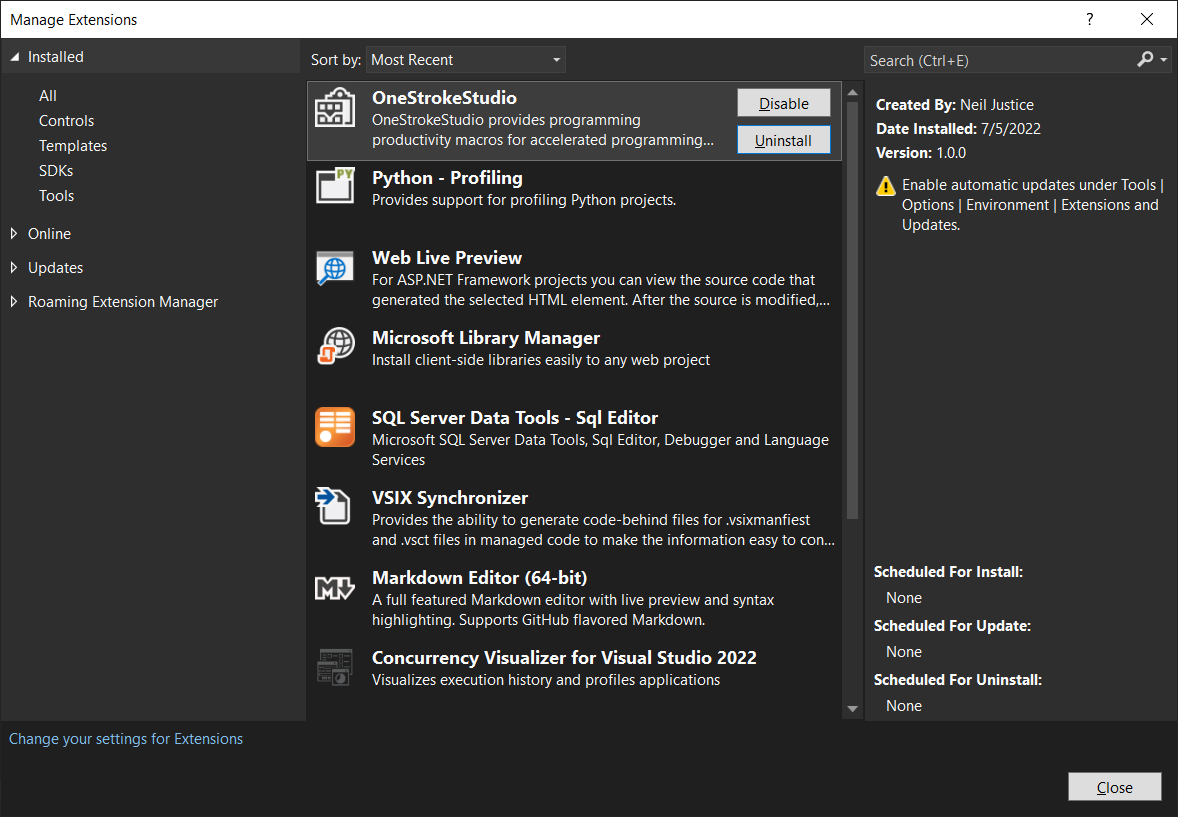 Manage Extensions
?
Installed
All
Controls
Templates
SDKs
Tools
Online
Updates
Roaming Extension Manager
Sort by: Most Recent
OneStrokeStudio
OneStrokeStudio provides programming
productivity macros for accelerated programming...
Disable
Uninstall
Python - Profiling
Provides support for profiling Python projects.
PY
Web Live Preview
For ASP.NET Framework projects you can view the source code that
generated the selected HTML element. After the source is modified,...
Microsoft Library Manager
Install client-side libraries easily to any web project
SQL Server Data Tools - Sql Editor
Microsoft SQL Server Data Tools, Sql Editor, Debugger and Language
Services
VSIX Synchronizer
Provides the ability to generate code-behind files for .vsixmanfiest
and .vsct files in managed code to make the information easy to con...
M
Markdown Editor (64-bit)
A full featured Markdown editor with live preview and syntax
highlighting. Supports GitHub flavored Markdown.
Concurrency Visualizer for Visual Studio 2022
Visualizes execution history and profiles applications
Search (Ctrl+E)
Created By: Neil Justice
Date Installed: 7/5/2022
Version: 1.0.0
Enable automatic updates under Tools |
Options | Environment | Extensions and
Updates.
Scheduled For Install:
None
Scheduled For Update:
None
Scheduled For Uninstall:
None
Change your settings for Extensions
Close